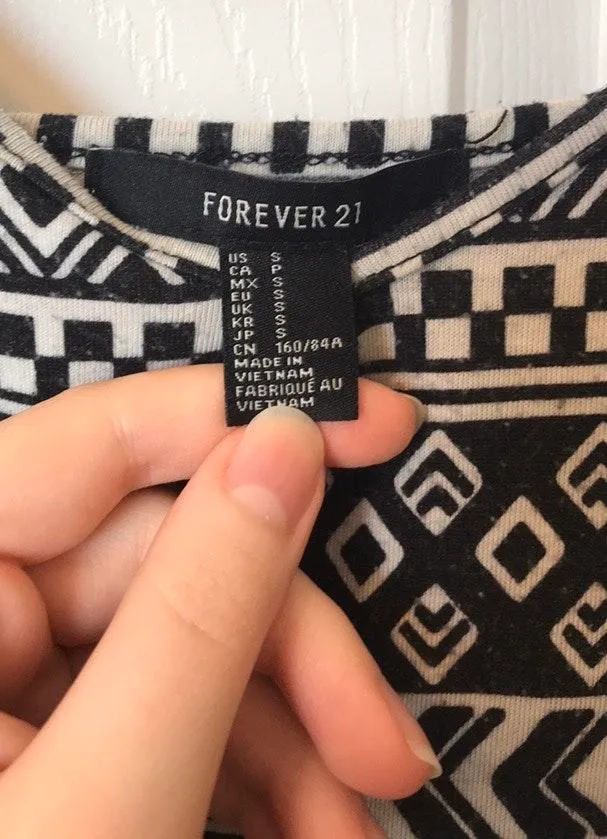 FOREVER 21
US S
CA P
MX S
EU S
UK S
KR S
JP S
CN 160/84A
MADE IN
VIETNAM
FABRIQUÉ AU
VIETNAM